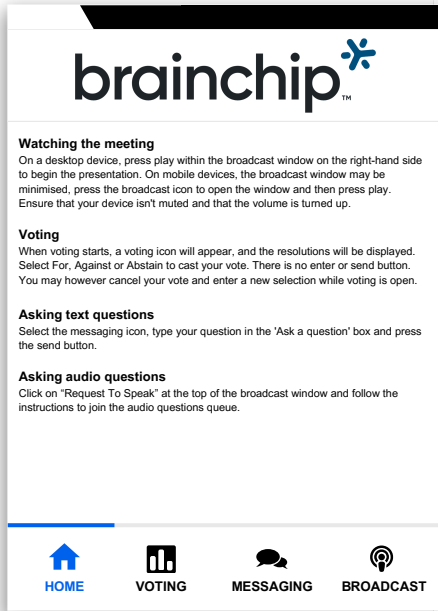 brainchip™
Watching the meeting
On a desktop device, press play within the broadcast window on the right-hand side
to begin the presentation. On mobile devices, the broadcast window may be
minimised, press the broadcast icon to open the window and then press play.
Ensure that your device isn't muted and that the volume is turned up.
Voting
When voting starts, a voting icon will appear, and the resolutions will be displayed.
Select For, Against or Abstain to cast your vote. There is no enter or send button.
You may however cancel your vote and enter a new selection while voting is open.
Asking text questions
Select the messaging icon, type your question in the 'Ask a question' box and press
the send button.
Asking audio questions
Click on “Request To Speak” at the top of the broadcast window and follow the
instructions to join the audio questions queue.
HOME VOTING MESSAGING BROADCAST